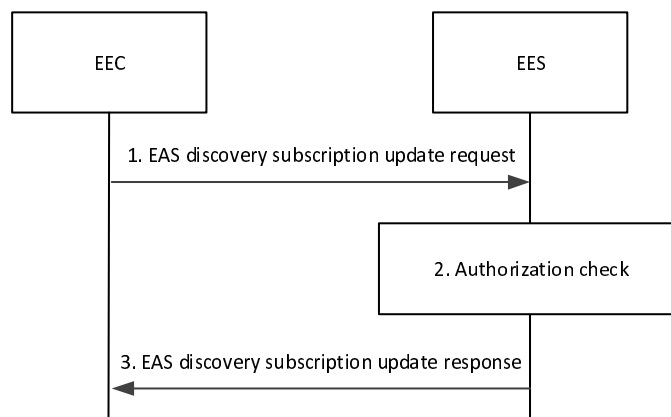 EEC
EES
1. EAS discovery subscription update request
2. Authorization check
3. EAS discovery subscription update response